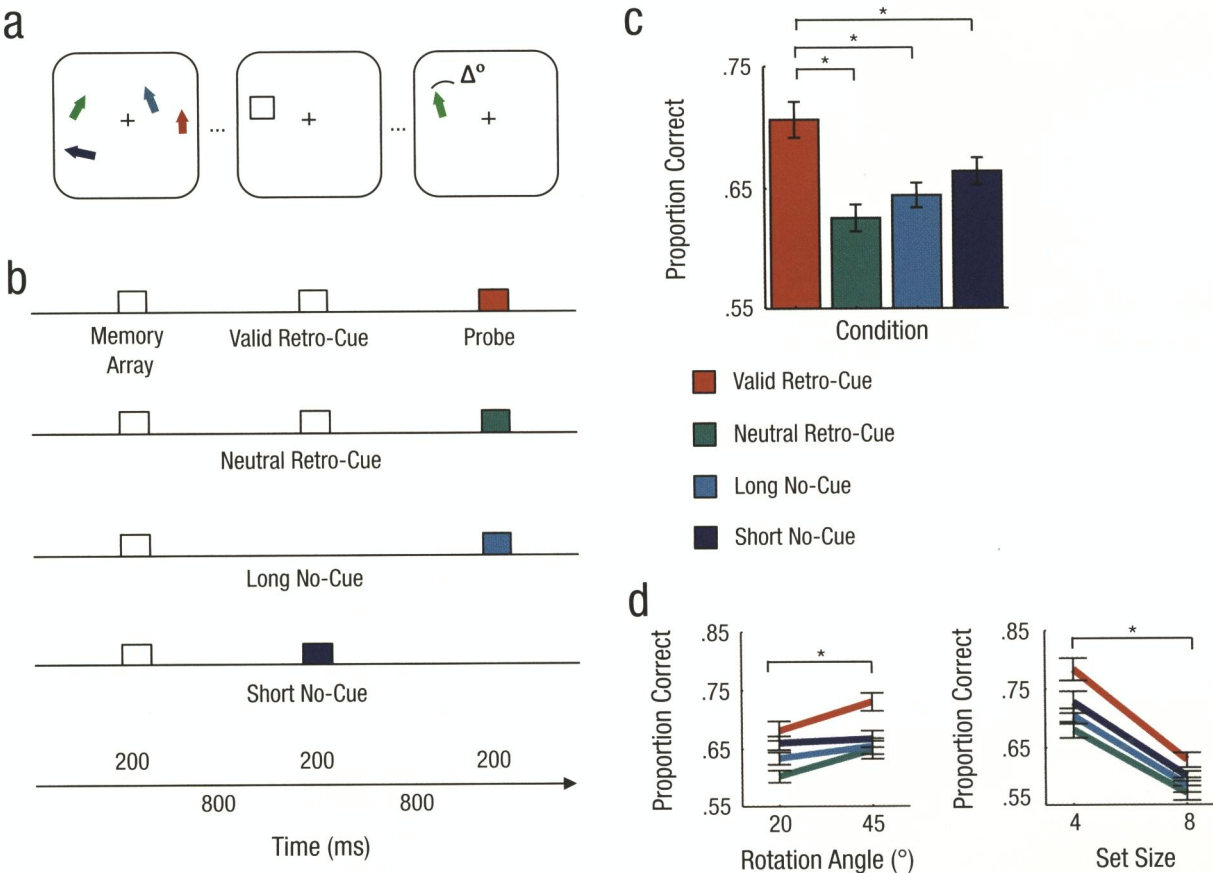 a
Δ°
+
...
+
...
+
b
Memory
Array
Valid Retro-Cue
Probe
Neutral Retro-Cue
Long No-Cue
Short No-Cue
200
200
200
800
800
Time (ms)
c
*
*
*
.75
.65
.55
Proportion Correct
Condition
Valid Retro-Cue
Neutral Retro-Cue
Long No-Cue
Short No-Cue
d
.85
.75
.65
.55
Proportion Correct
*
20
45
Rotation Angle (°)
.85
.75
.65
.55
Proportion Correct
*
4
8
Set Size